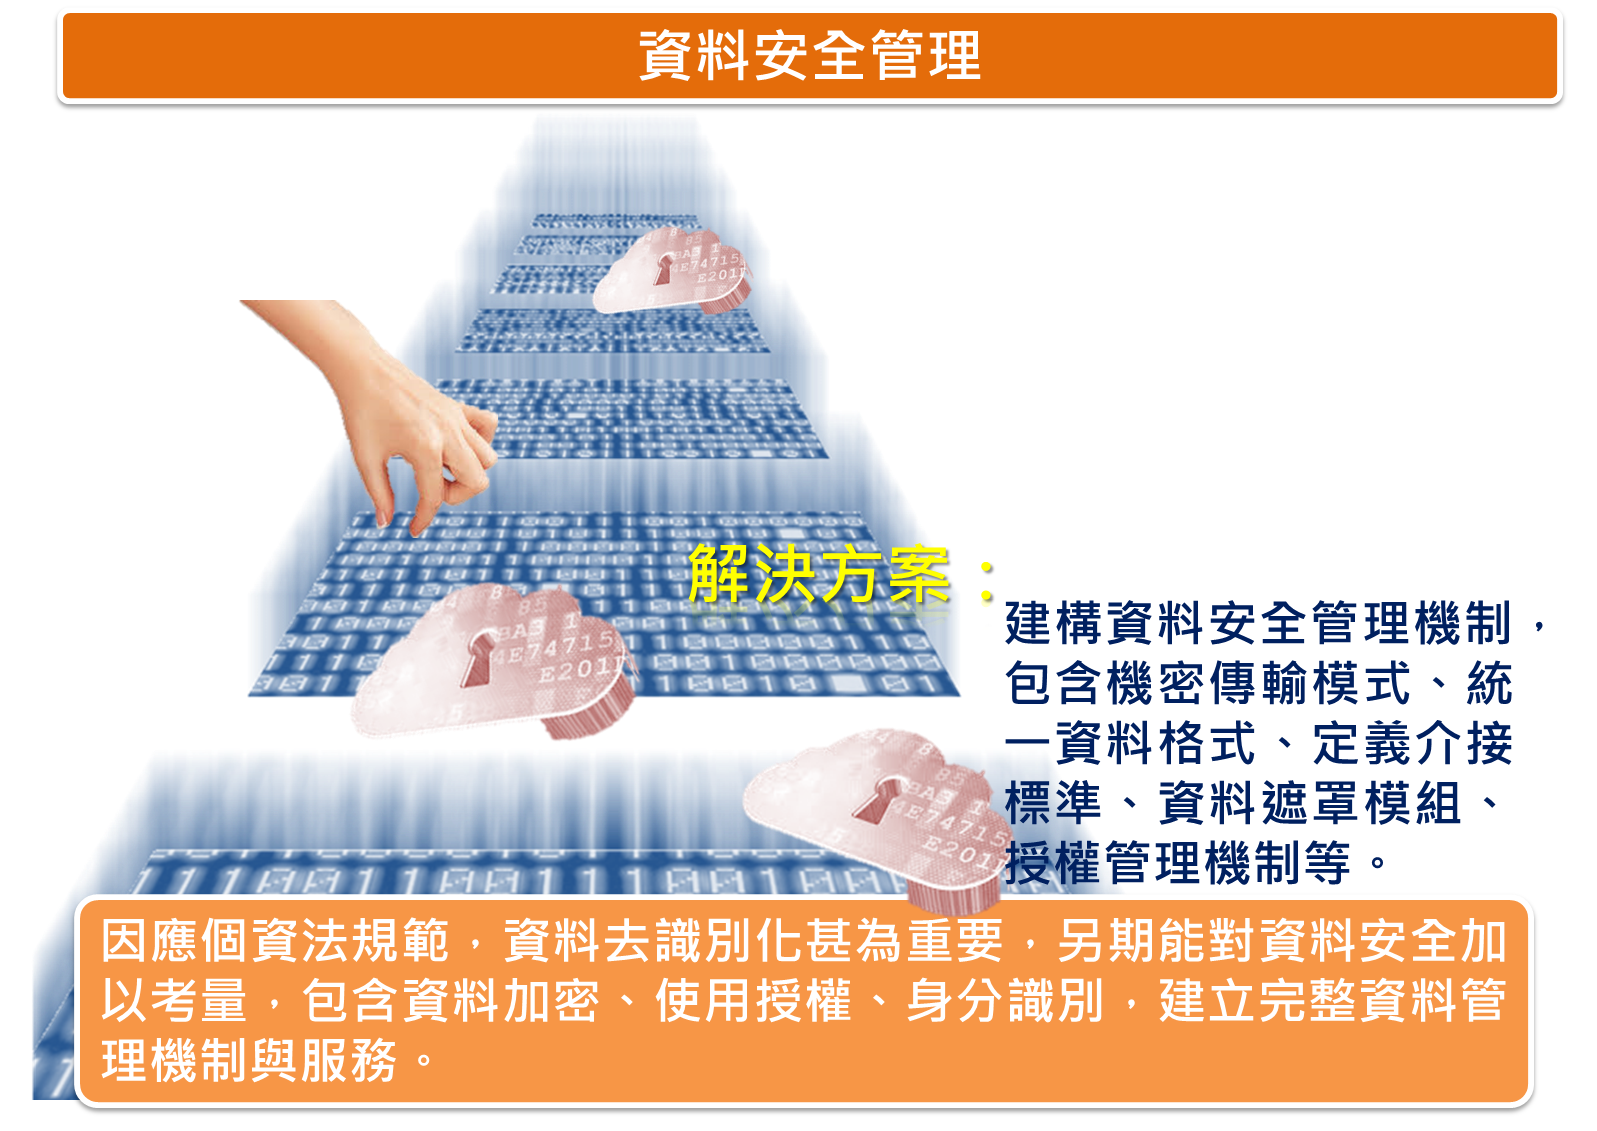 資料安全管理
解決方案：
建構資料安全管理機制，
包含機密傳輸模式、統
一資料格式、定義介接
標準、資料遮罩模組、
授權管理機制等。
因應個資法規範，資料去識別化甚為重要，另期能對資料安全加
以考量，包含資料加密、使用授權、身分識別，建立完整資料管
理機制與服務。